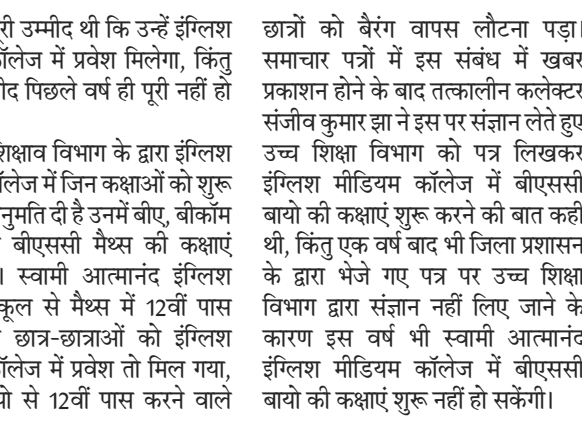 उम्मीद थी कि उन्हें इंग्लिश
में प्रवेश मिलेगा, किंतु
पिछले वर्ष ही पूरी नहीं हो
विभाग के द्वारा इंग्लिश
में जिन कक्षाओं को शुरू
दी है उनमें बीए, बीकॉम
बीएससी मैथ्स की कक्षाएं
। स्वामी आत्मानंद इंग्लिश
से मैथ्स में 12वीं पास
छात्र-छात्राओं को इंग्लिश
में प्रवेश तो मिल गया,
से 12वीं पास करने वाले
छात्रों को बैरंग वापस लौटना पड़ा।
समाचार पत्रों में इस संबंध में खबर
प्रकाशन होने के बाद तत्कालीन कलेक्टर
संजीव कुमार झा ने इस पर संज्ञान लेते हुए
उच्च शिक्षा विभाग को पत्र लिखकर
इंग्लिश मीडियम कॉलेज में बीएससी
बायो की कक्षाएं शुरू करने की बात कही
थी, किंतु एक वर्ष बाद भी जिला प्रशासन
के द्वारा भेजे गए पत्र पर उच्च शिक्षा
विभाग द्वारा संज्ञान नहीं लिए जाने के
कारण इस वर्ष भी स्वामी आत्मानंद
इंग्लिश मीडियम कॉलेज में बीएससी
बायो की कक्षाएं शुरू नहीं हो सकेंगी।